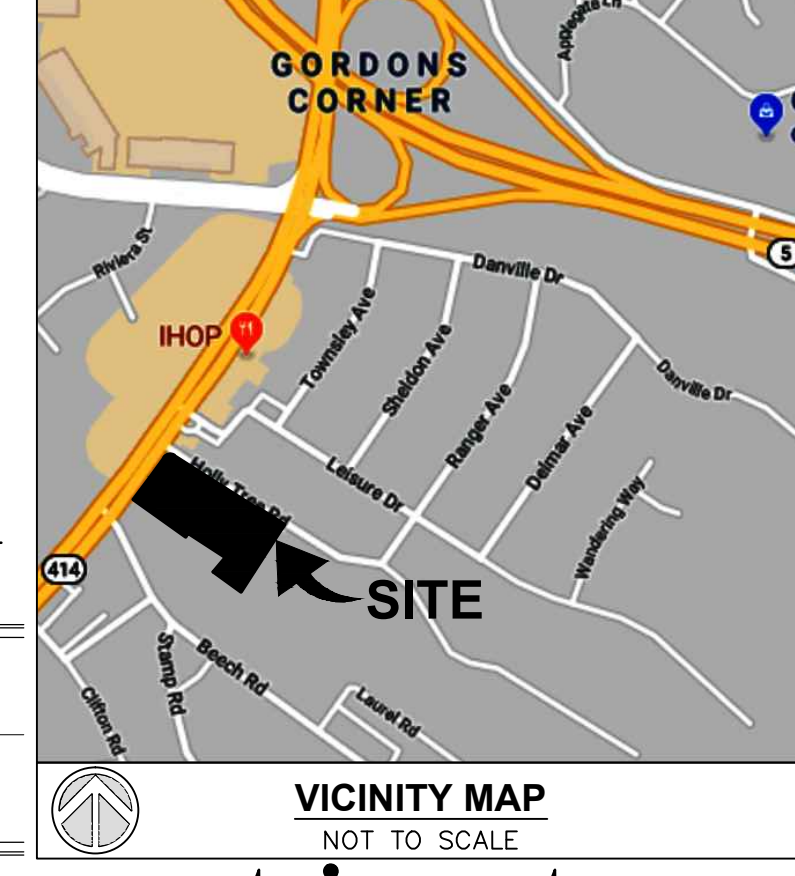 Applegate Ln
GORDONS
CORNER
5
Riviera St
Danville Dr
IHOP
Townsley Ave
Sheldon Ave
Danville Dr
Ranger Ave
Delmar Ave
Holly Tree Rd
Leisure Dr
Wandering Way
414
SITE
Stamp Rd
Beech Rd
Clifton Rd
Laurel Rd
VICINITY MAP
NOT TO SCALE